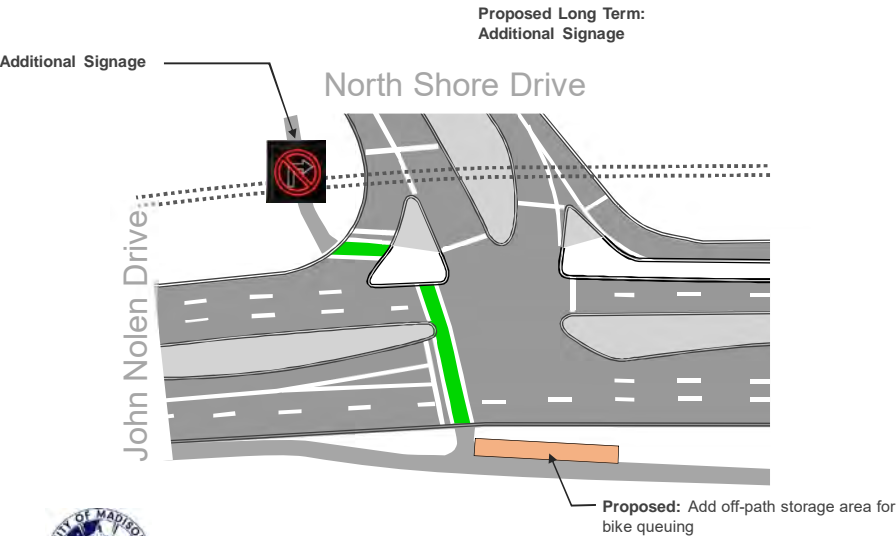 Proposed Long Term:
Additional Signage
Additional Signage
North Shore Drive
John Nolen Drive
Proposed: Add off-path storage area for
bike queuing